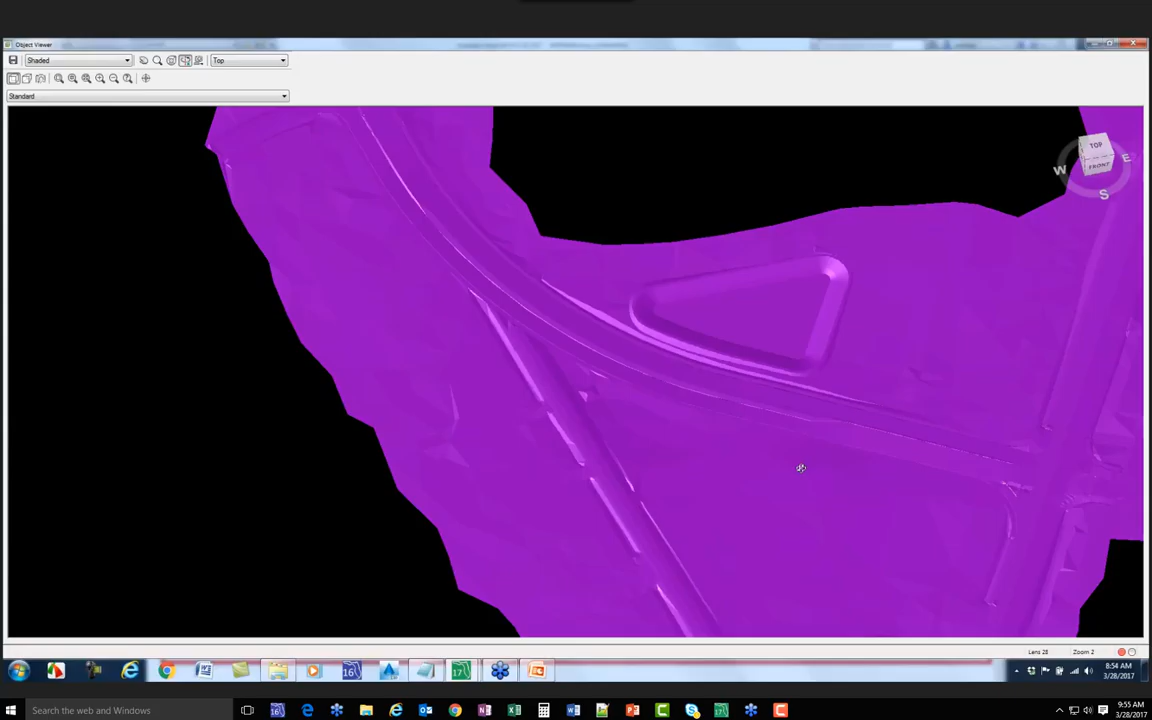 Object Viewer
Shaded
Top
Standard
TOP
FRONT
W
E
S
Lens 28
Zoom 2
8:54 AM
3/28/2017
Search the web and Windows
9:55 AM
3/28/2017